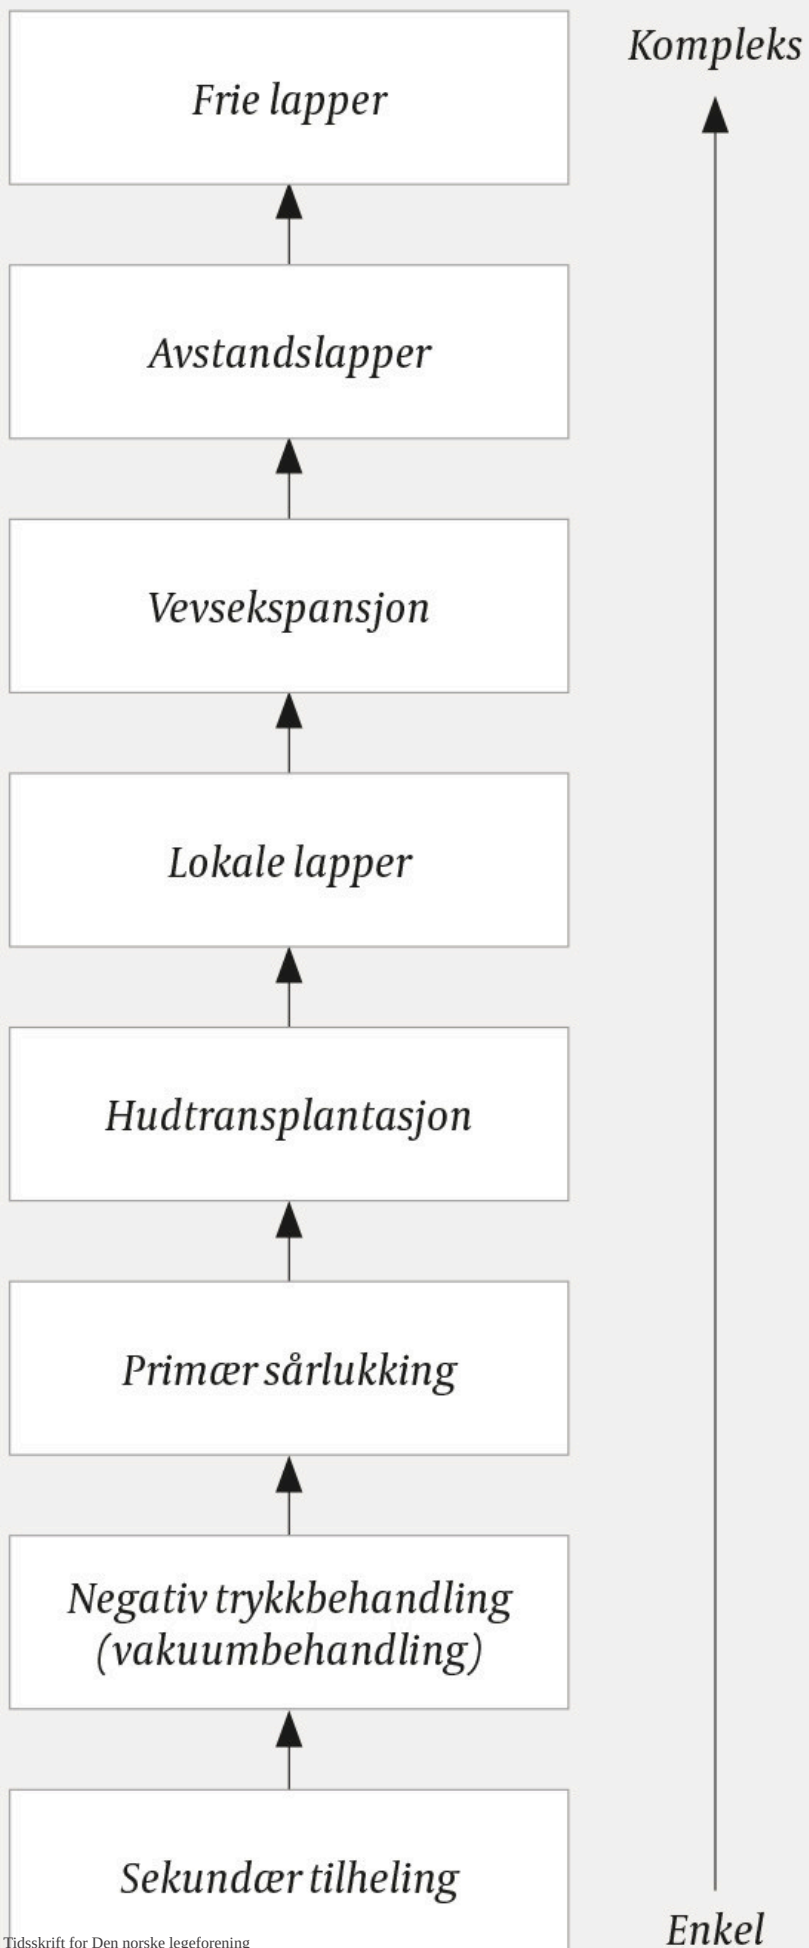 Kompleks
Frie lapper
Avstandslapper
Vevsekspansjon
Lokale lapper
Hudtransplantasjon
Primær sårlukking
Negativ trykkbehandling
(vakuumbehandling)
Sekundær tilheling
Enkel
Tidsskrift for Den norske legeforening